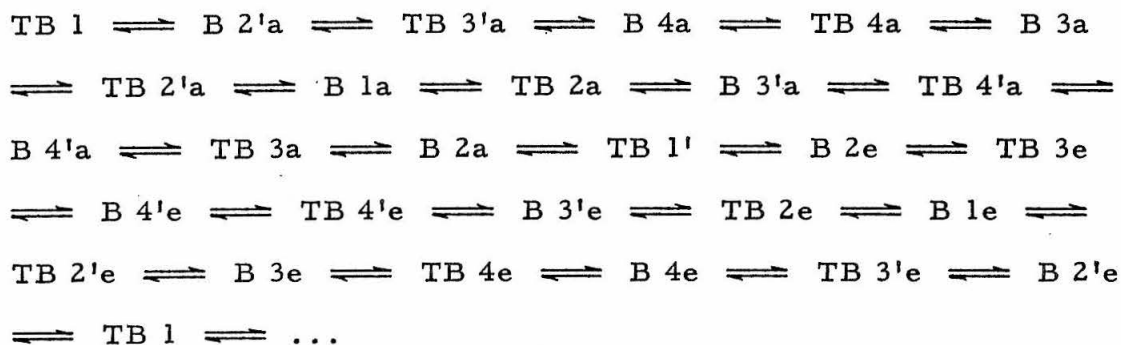 TB 1 ⇌ B 2'a ⇌ TB 3'a ⇌ B 4a ⇌ TB 4a ⇌ B 3a
⇌ TB 2'a ⇌ B 1a ⇌ TB 2a ⇌ B 3'a ⇌ TB 4'a ⇌
B 4'a ⇌ TB 3a ⇌ B 2a ⇌ TB 1' ⇌ B 2e ⇌ TB 3e
⇌ B 4'e ⇌ TB 4'e ⇌ B 3'e ⇌ TB 2e ⇌ B 1e ⇌
TB 2'e ⇌ B 3e ⇌ TB 4e ⇌ B 4e ⇌ TB 3'e ⇌ B 2'e
⇌ TB 1 ⇌ ...